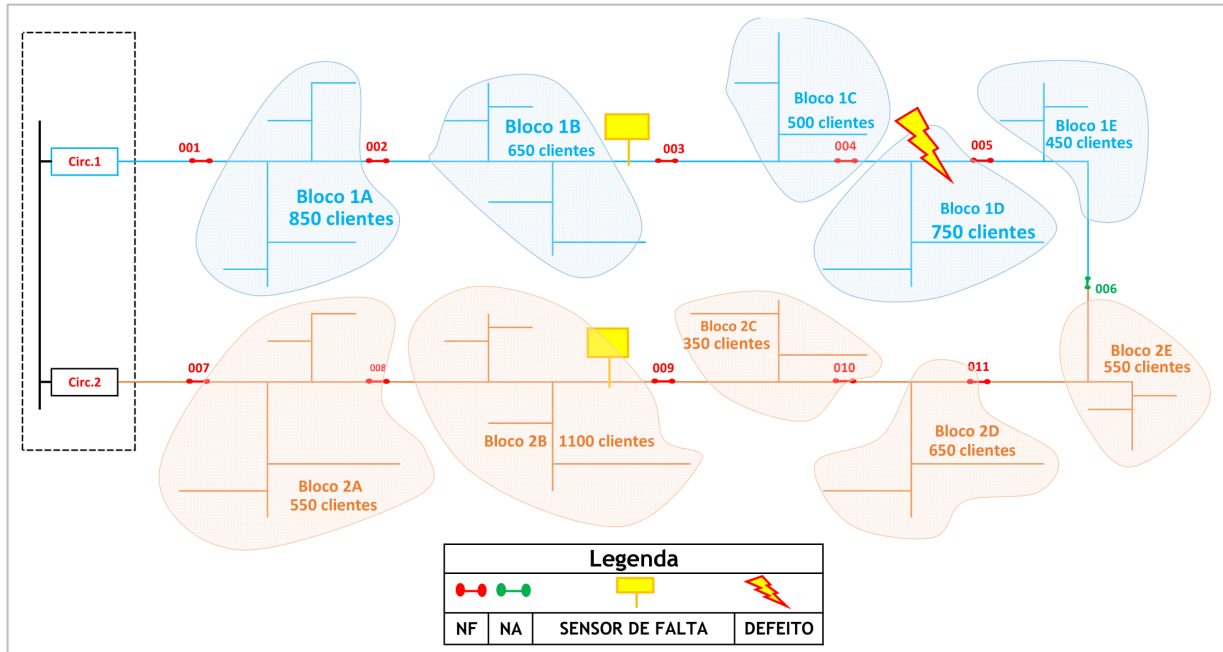 Circ.1
001
002
003
004
005
Bloco 1A
850 clientes
Bloco 1B
650 clientes
Bloco 1C
500 clientes
Bloco 1D
750 clientes
Bloco 1E
450 clientes
006
Circ.2
007
008
009
010
011
Bloco 2A
550 clientes
Bloco 2B 1100 clientes
Bloco 2C
350 clientes
Bloco 2D
650 clientes
Bloco 2E
550 clientes
Legenda
NF NA SENSOR DE FALTA DEFEITO